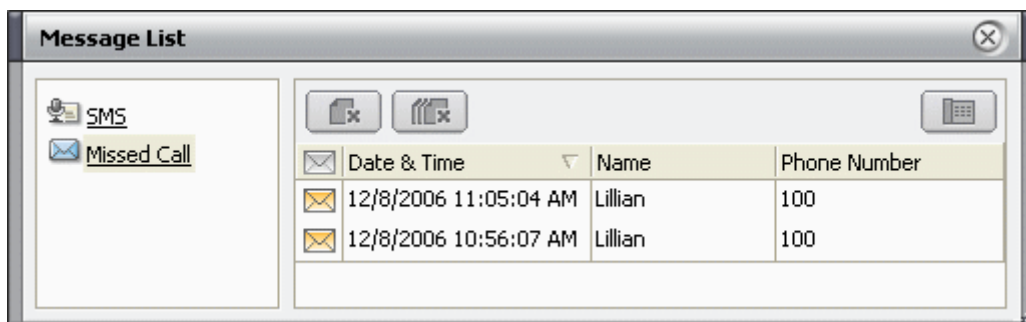 Message List
SMS
Missed Call
Date & Time Name Phone Number
12/8/2006 11:05:04 AM Lillian 100
12/8/2006 10:56:07 AM Lillian 100